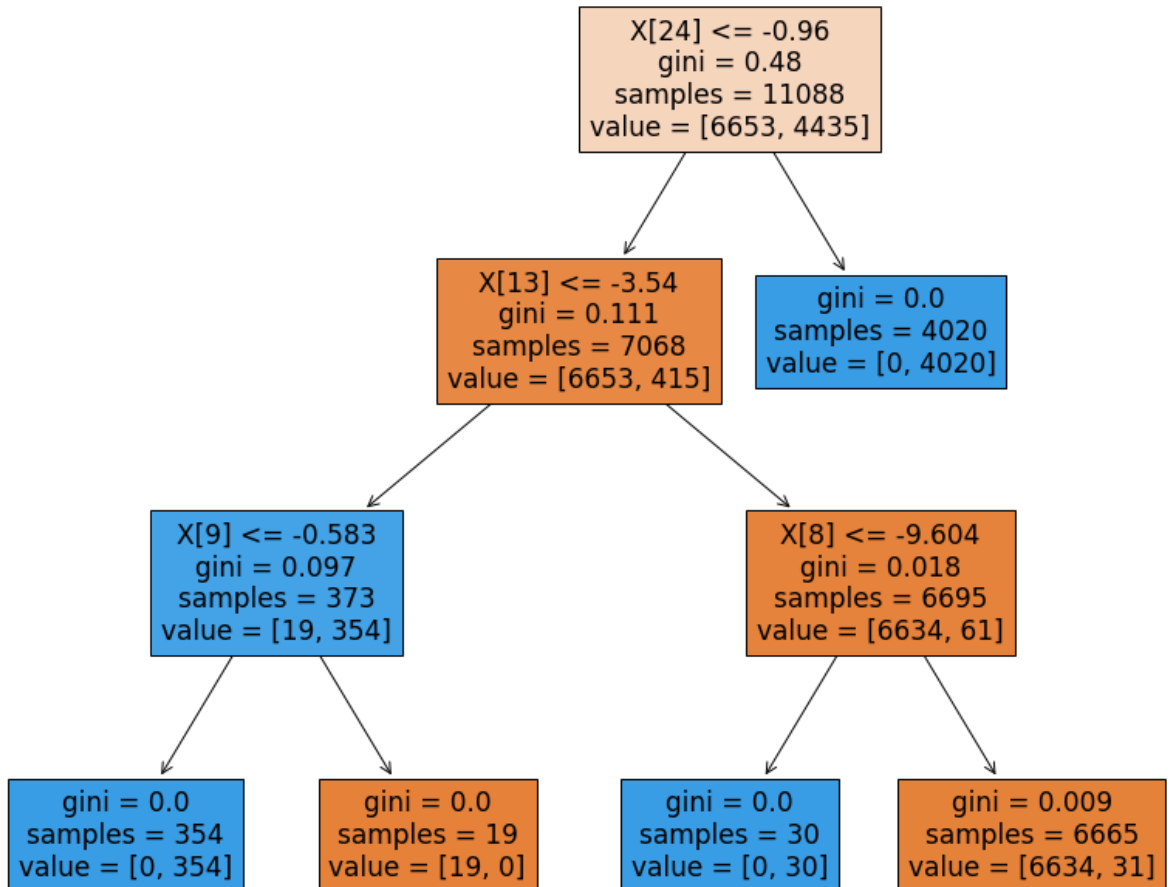 X[24] <= -0.96
gini = 0.48
samples = 11088
value = [6653, 4435]
X[13] <= -3.54
gini = 0.111
samples = 7068
value = [6653, 415]
gini = 0.0
samples = 4020
value = [0, 4020]
X[9] <= -0.583
gini = 0.097
samples = 373
value = [19, 354]
X[8] <= -9.604
gini = 0.018
samples = 6695
value = [6634, 61]
gini = 0.0
samples = 354
value = [0, 354]
gini = 0.0
samples = 19
value = [19, 0]
gini = 0.0
samples = 30
value = [0, 30]
gini = 0.009
samples = 6665
value = [6634, 31]